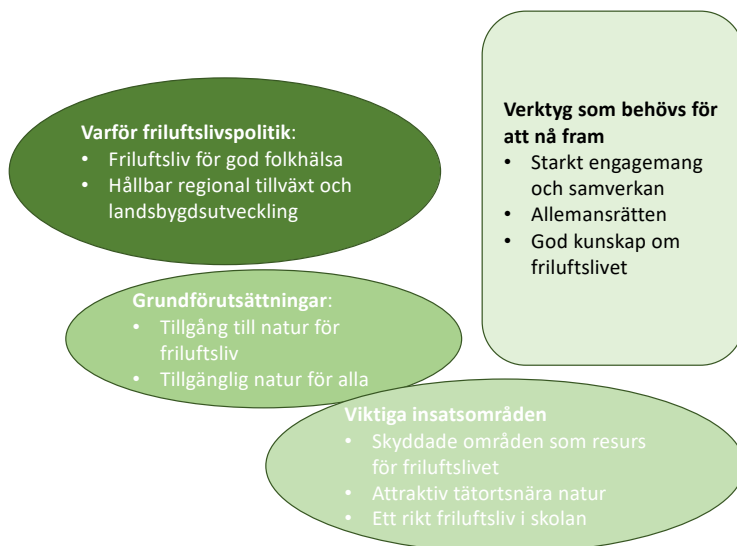 Varför friluftslivspolitik:
• Friluftsliv för god folkhälsa
• Hållbar regional tillväxt och
landsbygdsutveckling
Verktyg som behövs för
att nå fram
• Starkt engagemang
och samverkan
• Allemansrätten
• God kunskap om
friluftslivet
Grundförutsättningar:
• Tillgång till natur för
friluftsliv
• Tillgänglig natur för alla
Viktiga insatsområden
• Skyddade områden som resurs
för friluftslivet
• Attraktiv tätortsnära natur
• Ett rikt friluftsliv i skolan